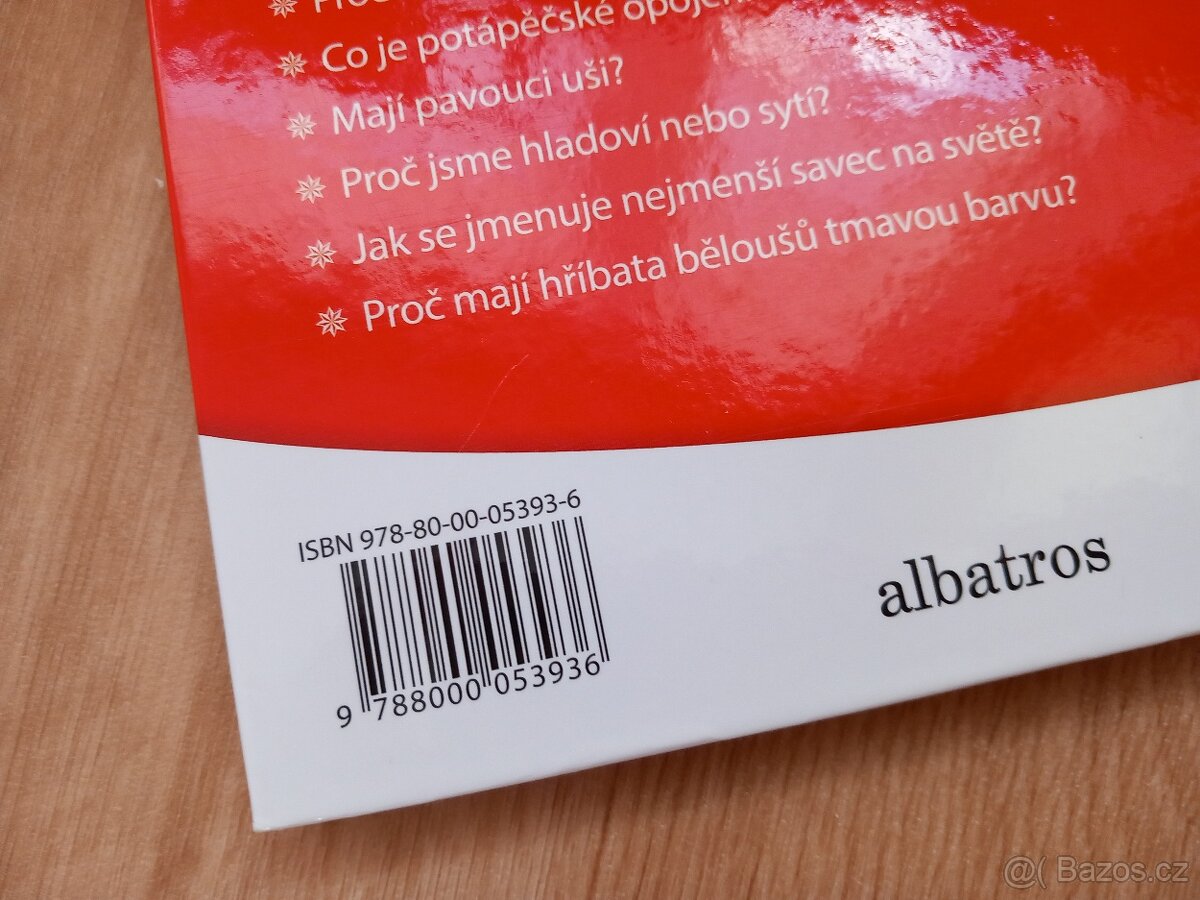 Co je potápěčské
Mají pavouci uši?
Proč jsme hladoví nebo sytí?
Jak se jmenuje nejmenší savec na světě?
Proč mají hříbata běloušů tmavou barvu?
ISBN 978-80-00-05393-6
9 788000 053936
albatros
@( Bazos.cz